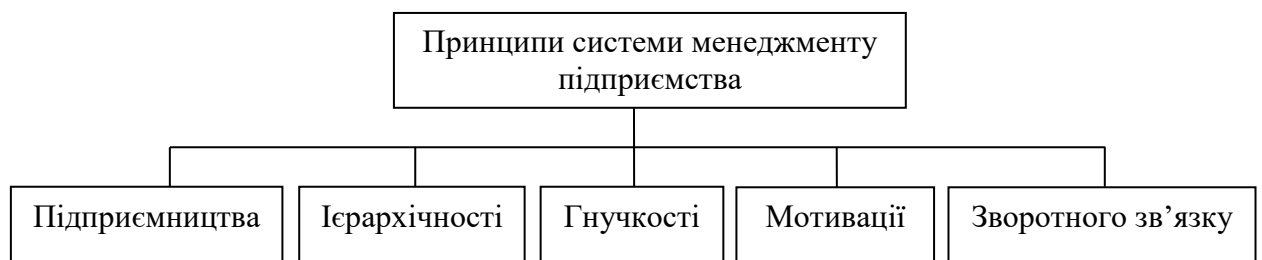 Принципи системи менеджменту
підприємства
Підприємництва
Ієрархічності
Гнучкості
Мотивації
Зворотного зв’язку